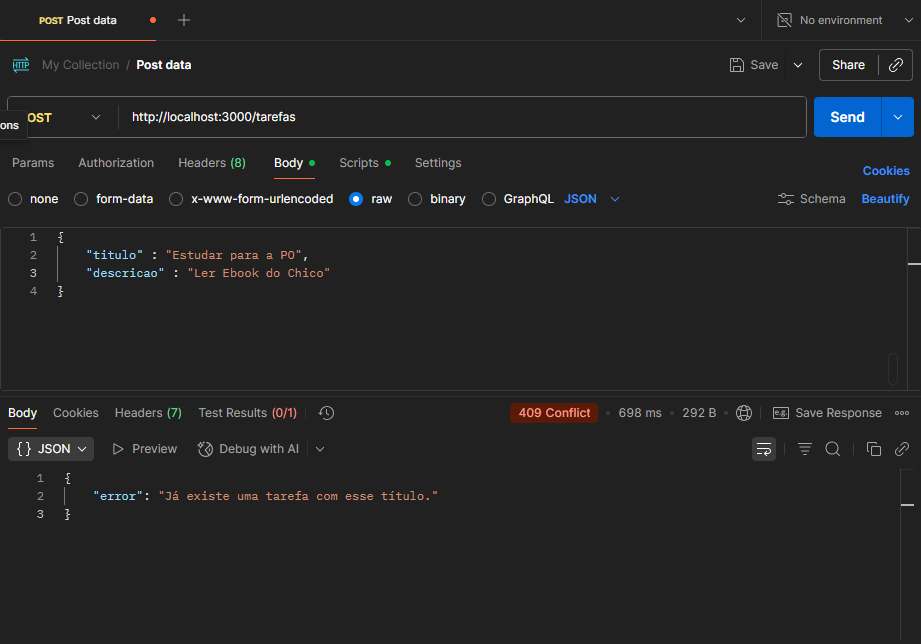 POST Post data
No environment
HTTP My Collection / Post data Save Share
ons
OST http://localhost:3000/tarefas Send
Params Authorization Headers (8) Body Scripts Settings Cookies
none form-data x-www-form-urlencoded raw binary GraphQL JSON Schema Beautify
1 {
2 "titulo" : "Estudar para a PO",
3 "descricao" : "Ler Ebook do Chico"
4 }
Body Cookies Headers (7) Test Results (0/1) 409 Conflict 698 ms 292 B e.g. Save Response
{} JSON Preview Debug with AI
1 {
2 "error": "Já existe uma tarefa com esse título."
3 }